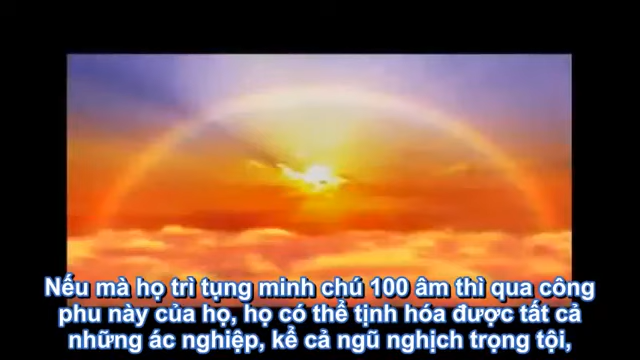 Nếu mà họ trì tụng minh chú 100 âm thì qua công
phu này của họ, họ có thể tịnh hóa được tất cả
những ác nghiệp, kể cả ngũ nghịch trọng tội,